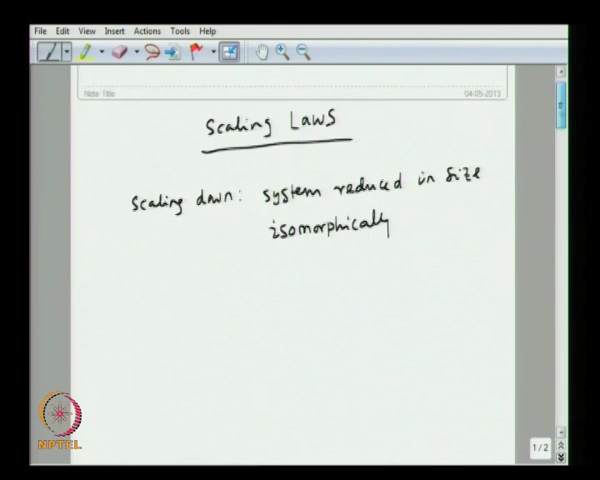 File Edit View Insert Actions Tools Help
Note Title
04-05-2013
Scaling Laws
Scaling down: system reduced in size
isomorphically
NPTEL
1/2